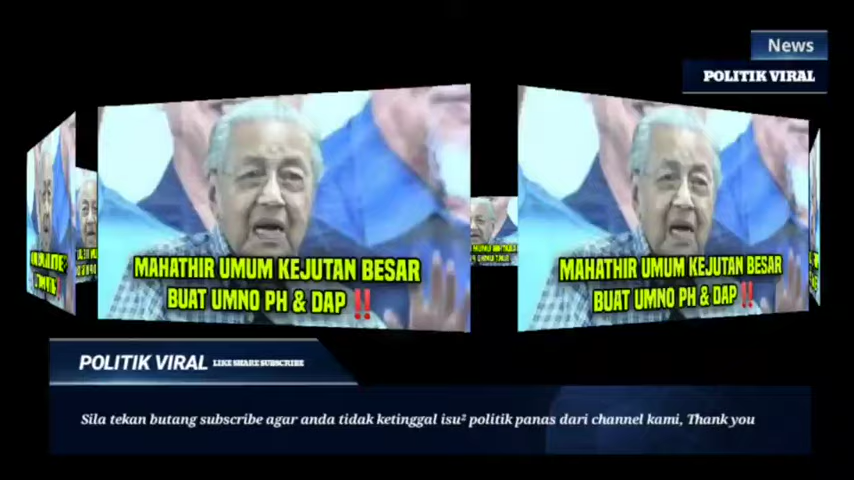 News
POLITIK VIRAL
MAHATHIR UMUM KEJUTAN BESAR
BUAT UMNO PH & DAP ‼️
MAHATHIR UMUM KEJUTAN BESAR
BUAT UMNO PH & DAP ‼️
POLITIK VIRAL LIKE SHARE SUBSCRIBE
Sila tekan butang subscribe agar anda tidak ketinggal isu² politik panas dari channel kami, Thank you